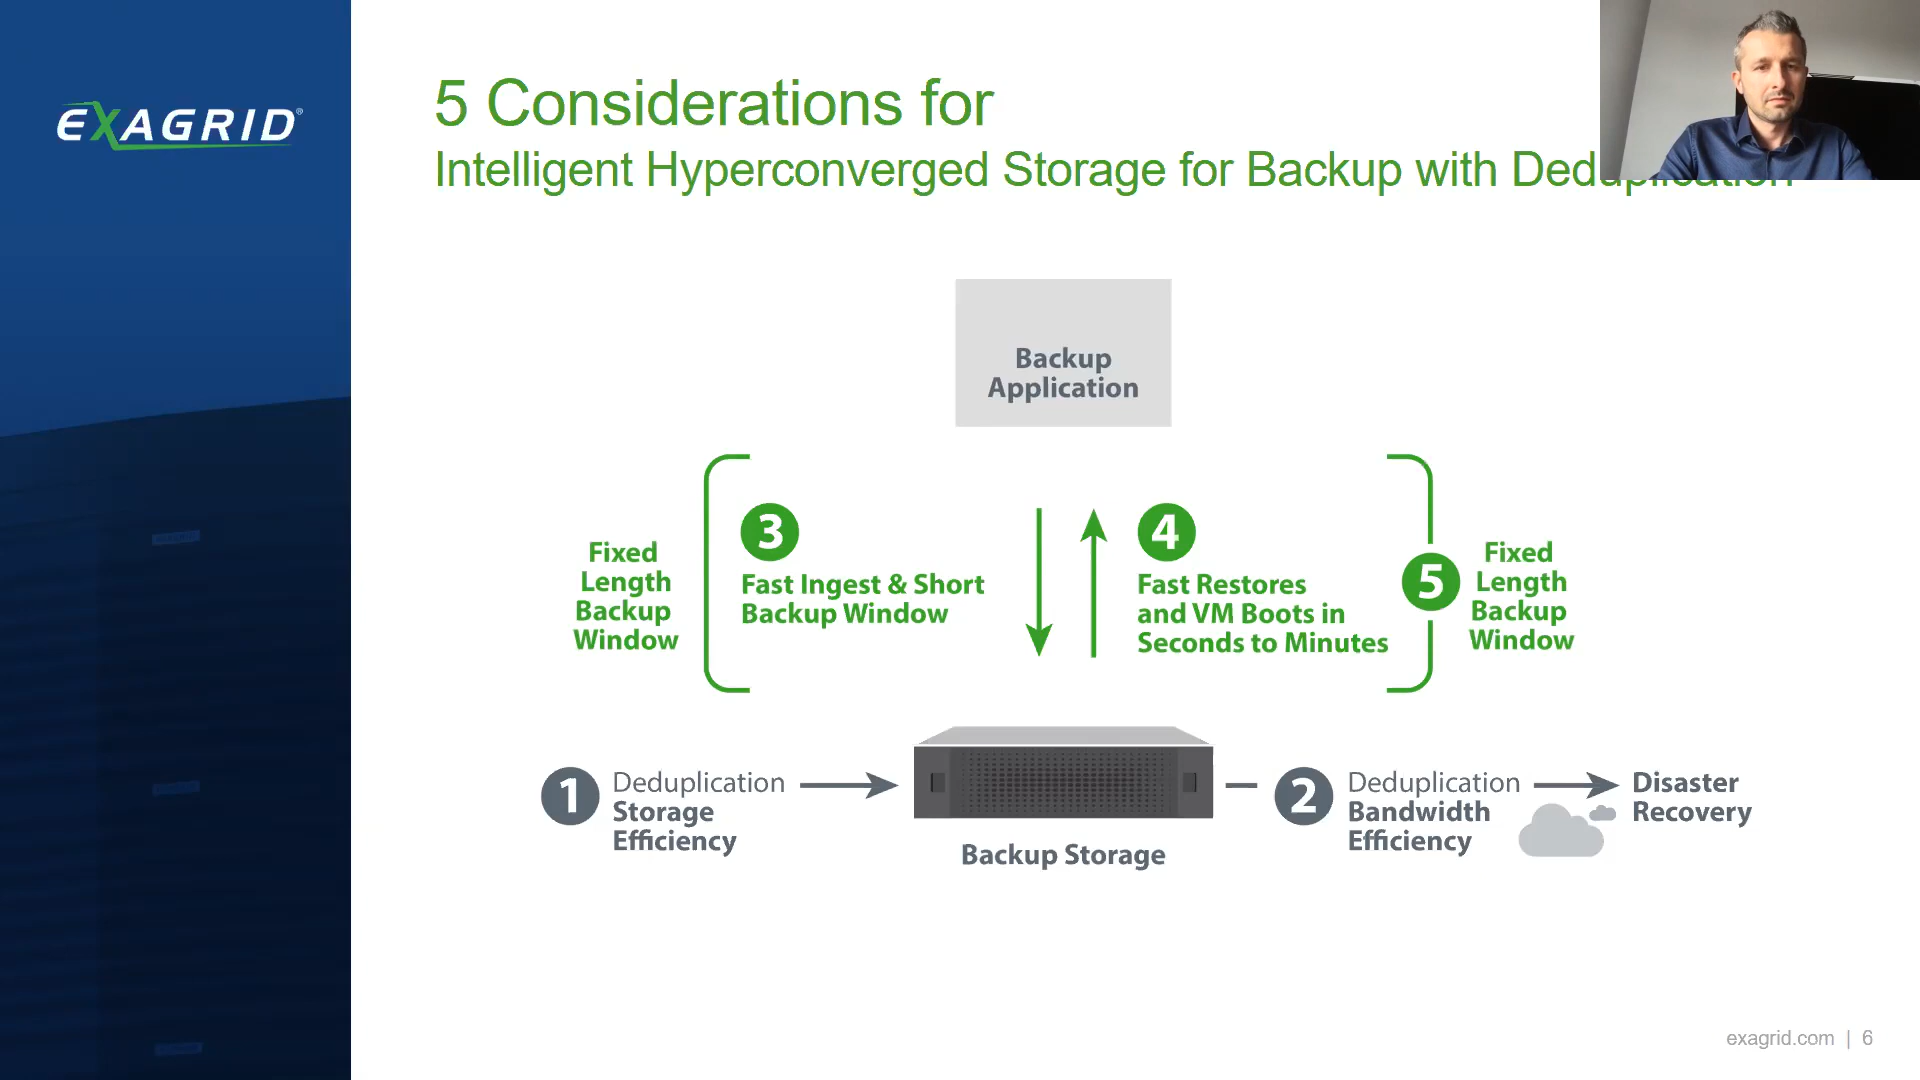 EXAGRID®
5 Considerations for
Intelligent Hyperconverged Storage for Backup with Deduplication
Backup
Application
Fixed
Length
Backup
Window
3
Fast Ingest & Short
Backup Window
4
Fast Restores
and VM Boots in
Seconds to Minutes
5
Fixed
Length
Backup
Window
1
Deduplication
Storage
Efficiency
Backup Storage
2
Deduplication
Bandwidth
Efficiency
Disaster
Recovery
exagrid.com | 6